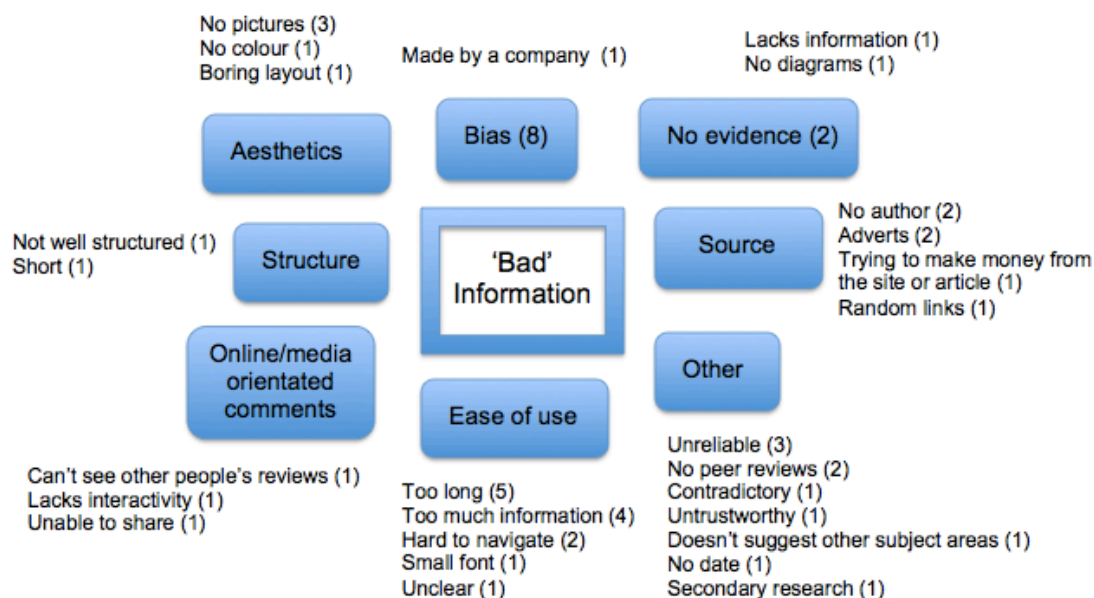 No pictures (3)
No colour (1)
Boring layout (1)
Aesthetics
Made by a company (1)
Bias (8)
Lacks information (1)
No diagrams (1)
No evidence (2)
Not well structured (1)
Short (1)
Structure
‘Bad’
Information
Source
No author (2)
Adverts (2)
Trying to make money from
the site or article (1)
Random links (1)
Online/media
orientated
comments
Can’t see other people’s reviews (1)
Lacks interactivity (1)
Unable to share (1)
Ease of use
Too long (5)
Too much information (4)
Hard to navigate (2)
Small font (1)
Unclear (1)
Other
Unreliable (3)
No peer reviews (2)
Contradictory (1)
Untrustworthy (1)
Doesn’t suggest other subject areas (1)
No date (1)
Secondary research (1)